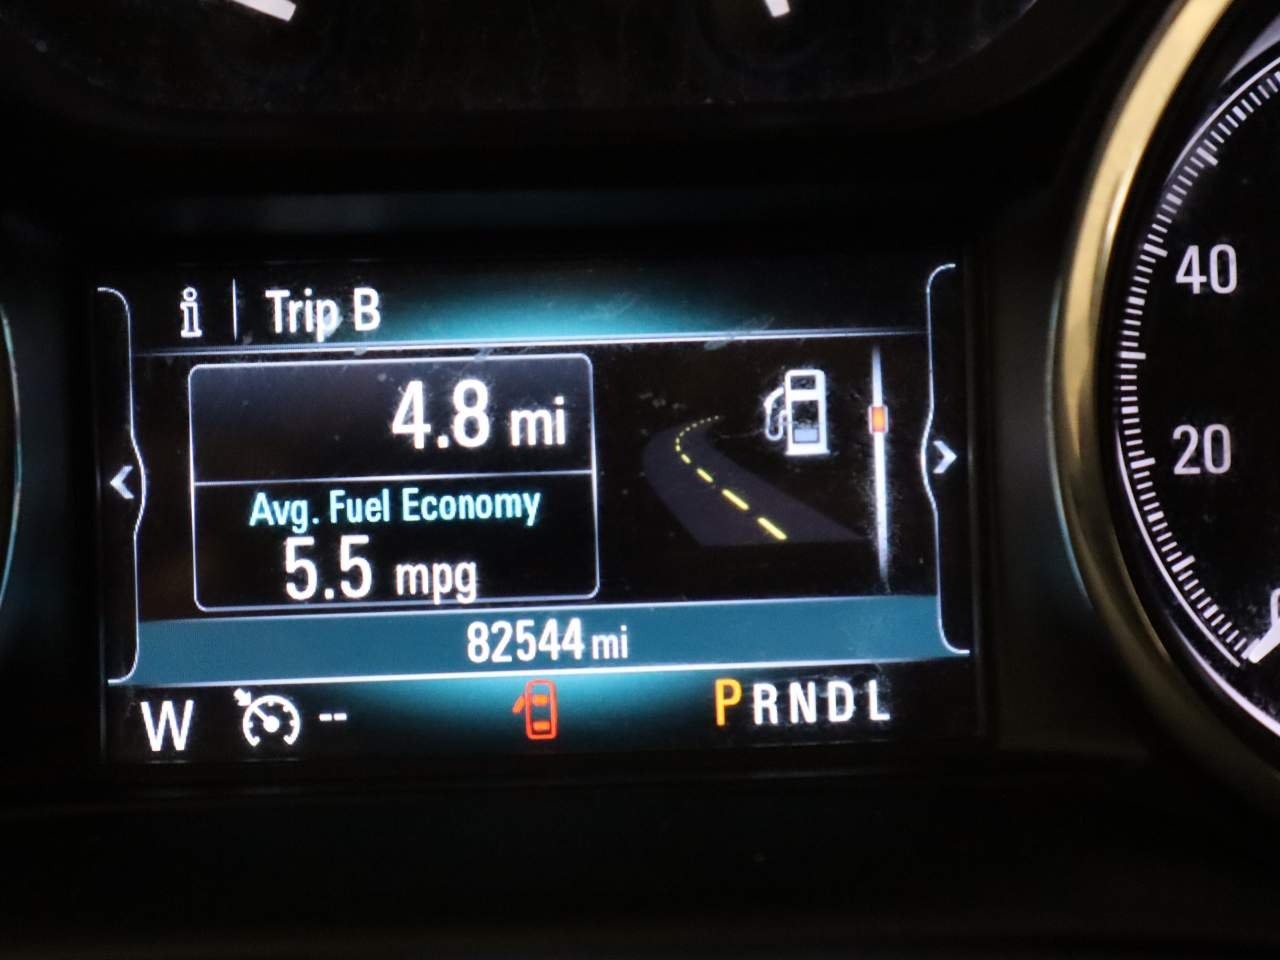 i Trip B
4.8 mi
Avg. Fuel Economy
5.5 mpg
82544 mi
W -- PRNDL
40
20